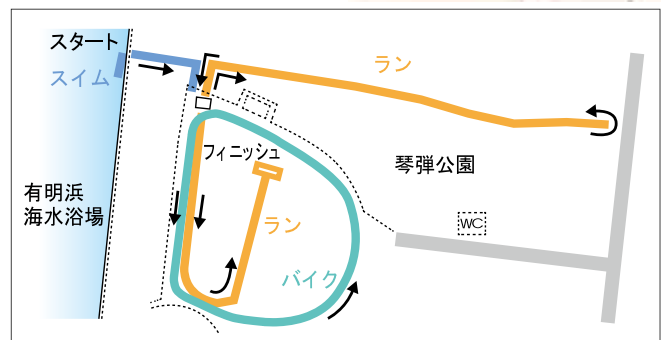 スタート
スイム
ラン
フィニッシュ
琴弾公園
有明浜
海水浴場
ラン
WC
バイク